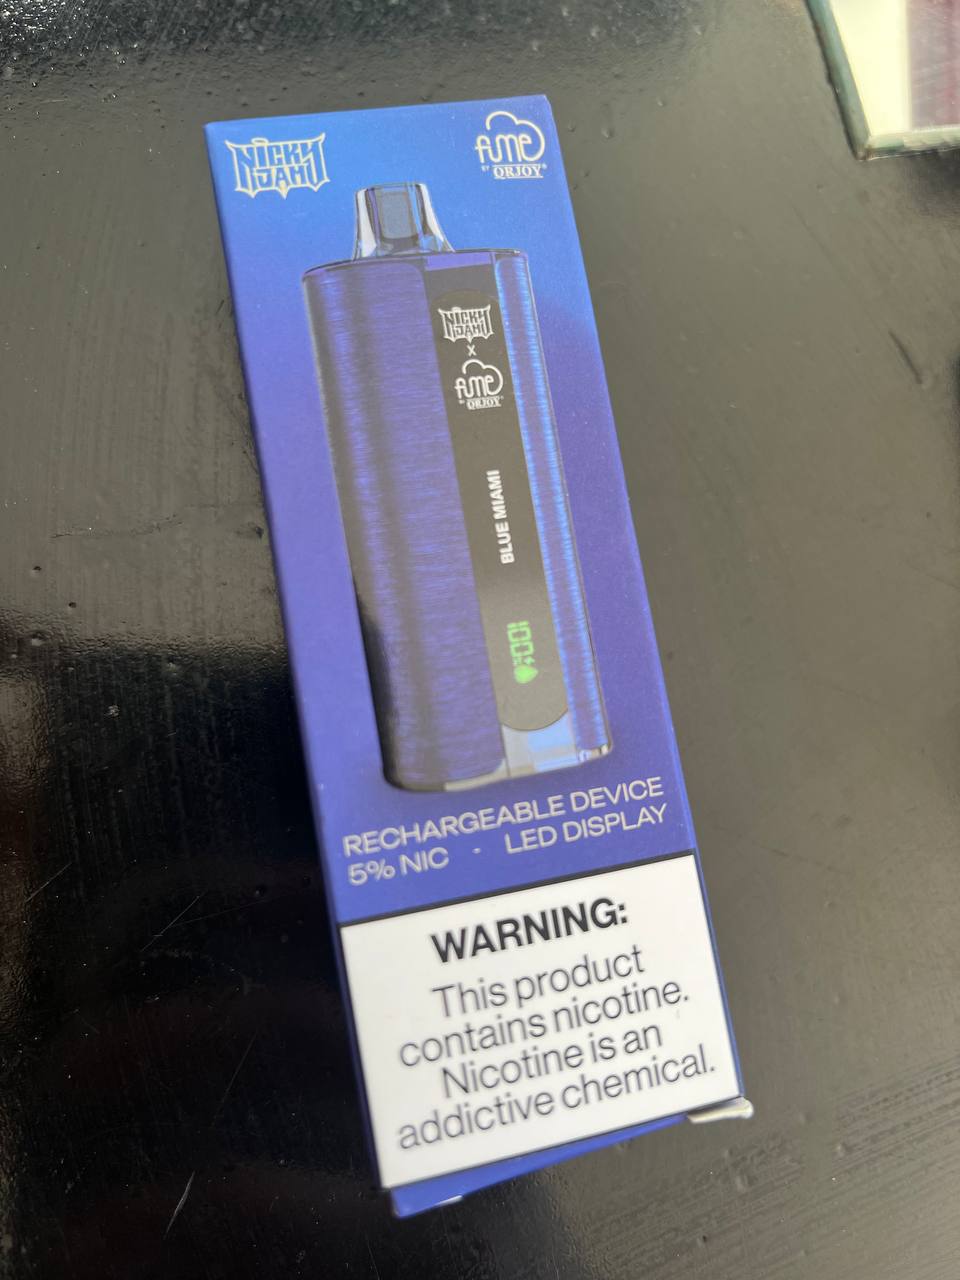 NICKY
JAM
fume
BY ORJOY®
NICKY
JAM
X
fume
BY ORJOY®
BLUE MIAMI
100%
RECHARGEABLE DEVICE
5% NIC - LED DISPLAY
WARNING:
This product
contains nicotine.
Nicotine is an
addictive chemical.